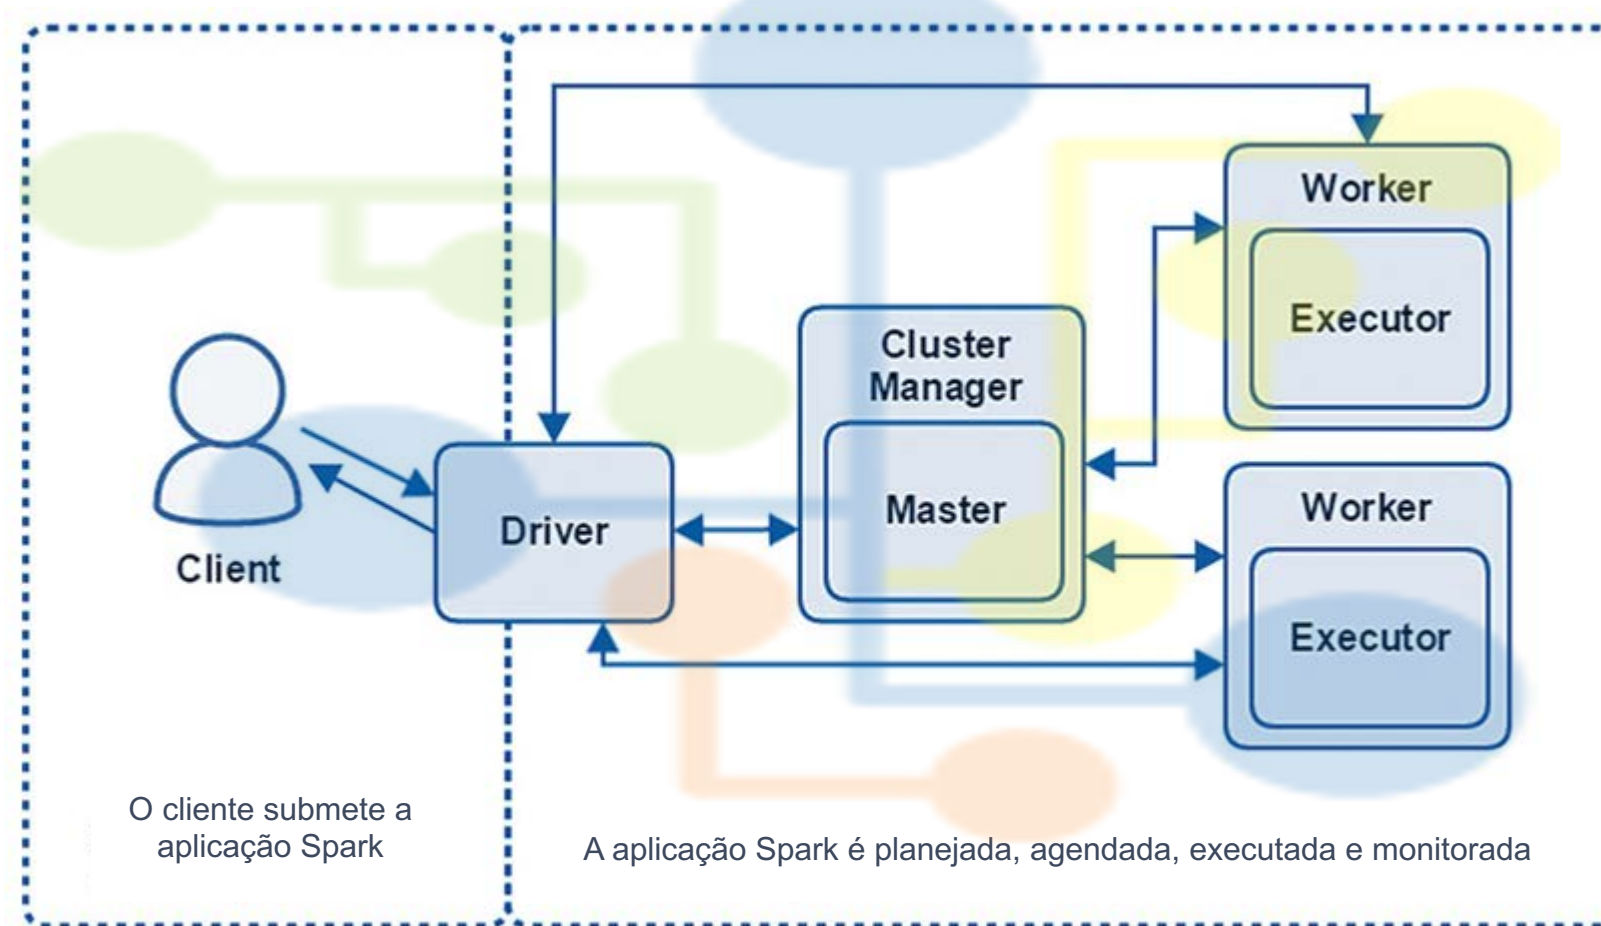 Client
Driver
Cluster
Manager
Master
Worker
Executor
Worker
Executor
O cliente submete a
aplicação Spark
A aplicação Spark é planejada, agendada, executada e monitorada